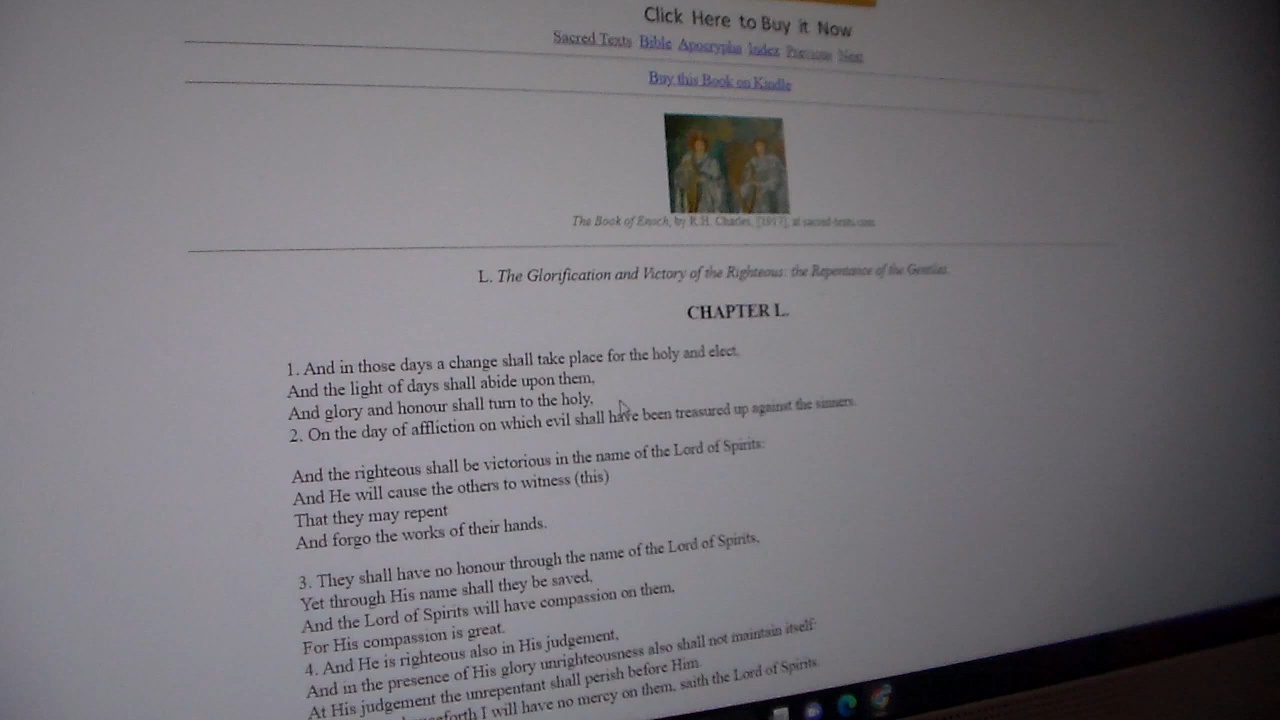 Click Here to Buy it Now
Sacred Texts Bible Apocrypha Index Previous Next
Buy this Book on Kindle
The Book of Enoch, by R.H. Charles, [1917], at sacred-texts.com
L. The Glorification and Victory of the Righteous: the Repentance of the Gentiles.
CHAPTER L.
1. And in those days a change shall take place for the holy and elect,
And the light of days shall abide upon them,
And glory and honour shall turn to the holy,
2. On the day of affliction on which evil shall have been treasured up against the sinners.
And the righteous shall be victorious in the name of the Lord of Spirits:
And He will cause the others to witness (this)
That they may repent
And forgo the works of their hands.
3. They shall have no honour through the name of the Lord of Spirits,
Yet through His name shall they be saved,
And the Lord of Spirits will have compassion on them,
For His compassion is great.
4. And He is righteous also in His judgement,
And in the presence of His glory unrighteousness also shall not maintain itself:
At His judgement the unrepentant shall perish before Him.
I will have no mercy on them, saith the Lord of Spirits.